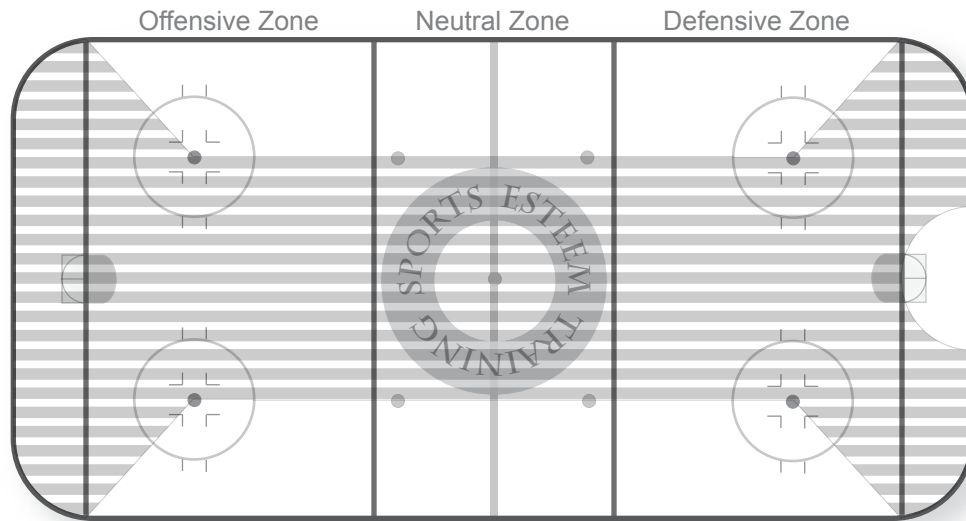 Offensive Zone
Neutral Zone
Defensive Zone
SPORTS ESTEEM
TRAINING